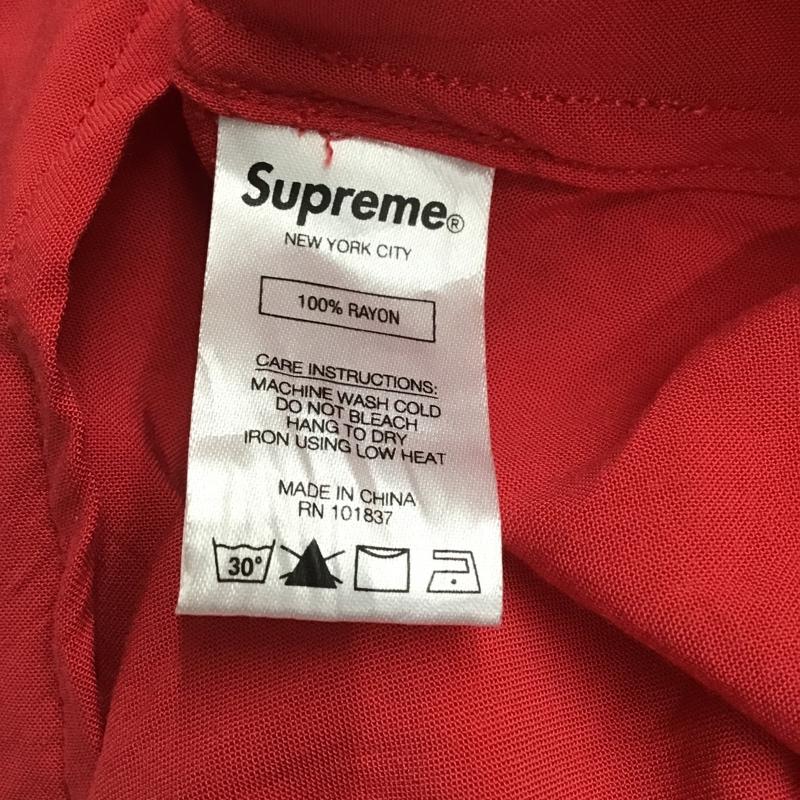 Supreme®
NEW YORK CITY
100% RAYON
CARE INSTRUCTIONS:
MACHINE WASH COLD
DO NOT BLEACH
HANG TO DRY
IRON USING LOW HEAT
MADE IN CHINA
RN 101837
30°